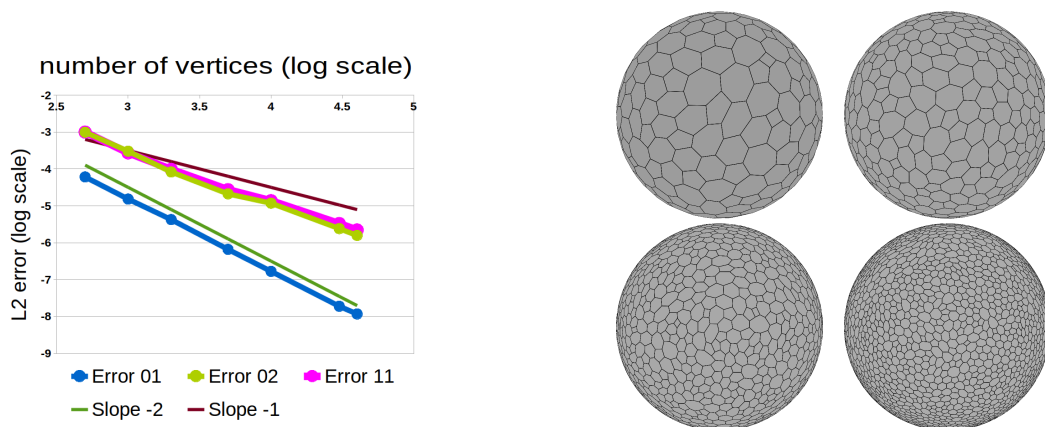 number of vertices (log scale)
-2
2.5 3 3.5 4 4.5 5
-3
-4
-5
-6
-7
-8
-9
L2 error (log scale)
Error 01 Error 02 Error 11
Slope -2 Slope -1